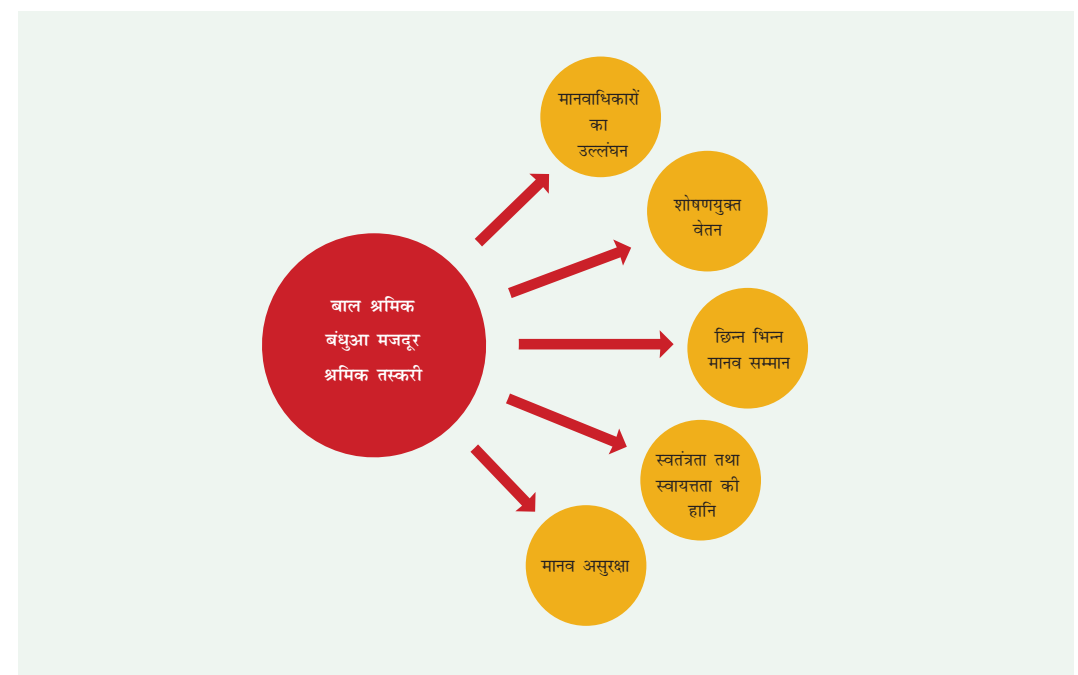 बाल श्रमिक
बंधुआ मजदूर
श्रमिक तस्करी
मानवाधिकारों
का
उल्लंघन
शोषणयुक्त
वेतन
छिन्न भिन्न
मानव सम्मान
स्वतंत्रता तथा
स्वायत्तता की
हानि
मानव असुरक्षा